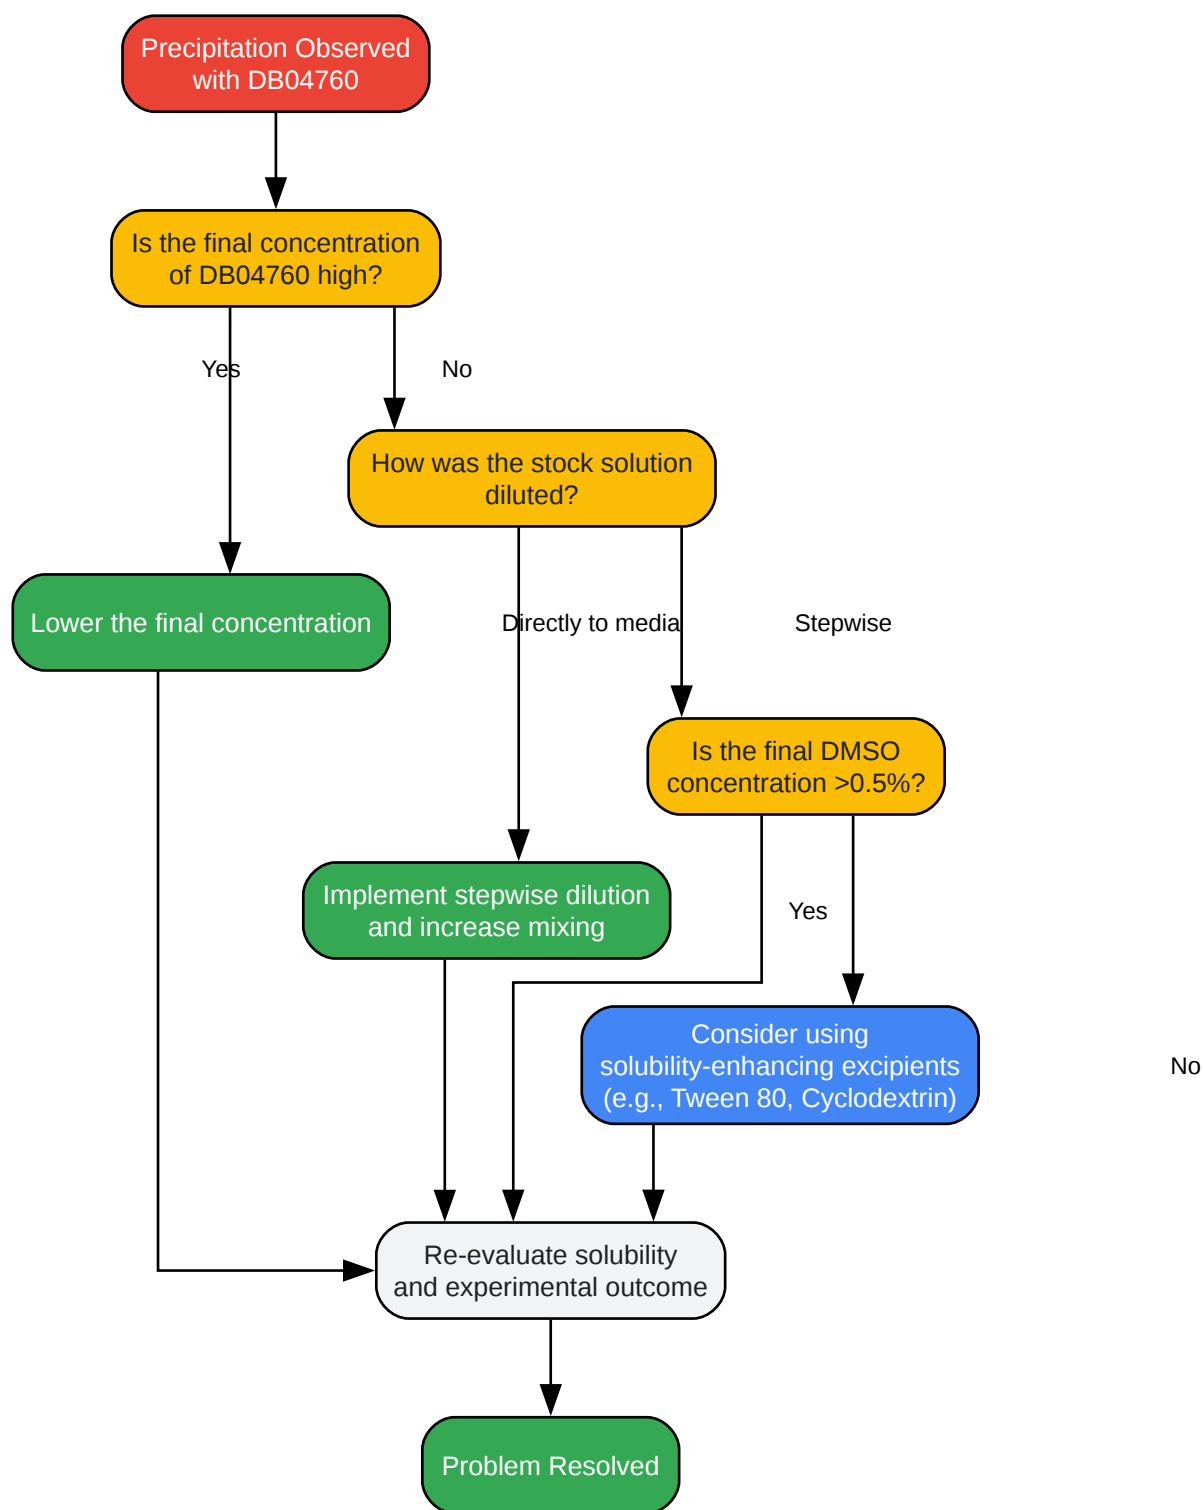 Precipitation Observed
with DB04760
Is the final concentration
of DB04760 high?
Yes
No
How was the stock solution
diluted?
Lower the final concentration
Directly to media
Stepwise
Is the final DMSO
concentration >0.5%?
Implement stepwise dilution
and increase mixing
Yes
Consider using
solubility-enhancing excipients
(e.g., Tween 80, Cyclodextrin)
No
Re-evaluate solubility
and experimental outcome
Problem Resolved